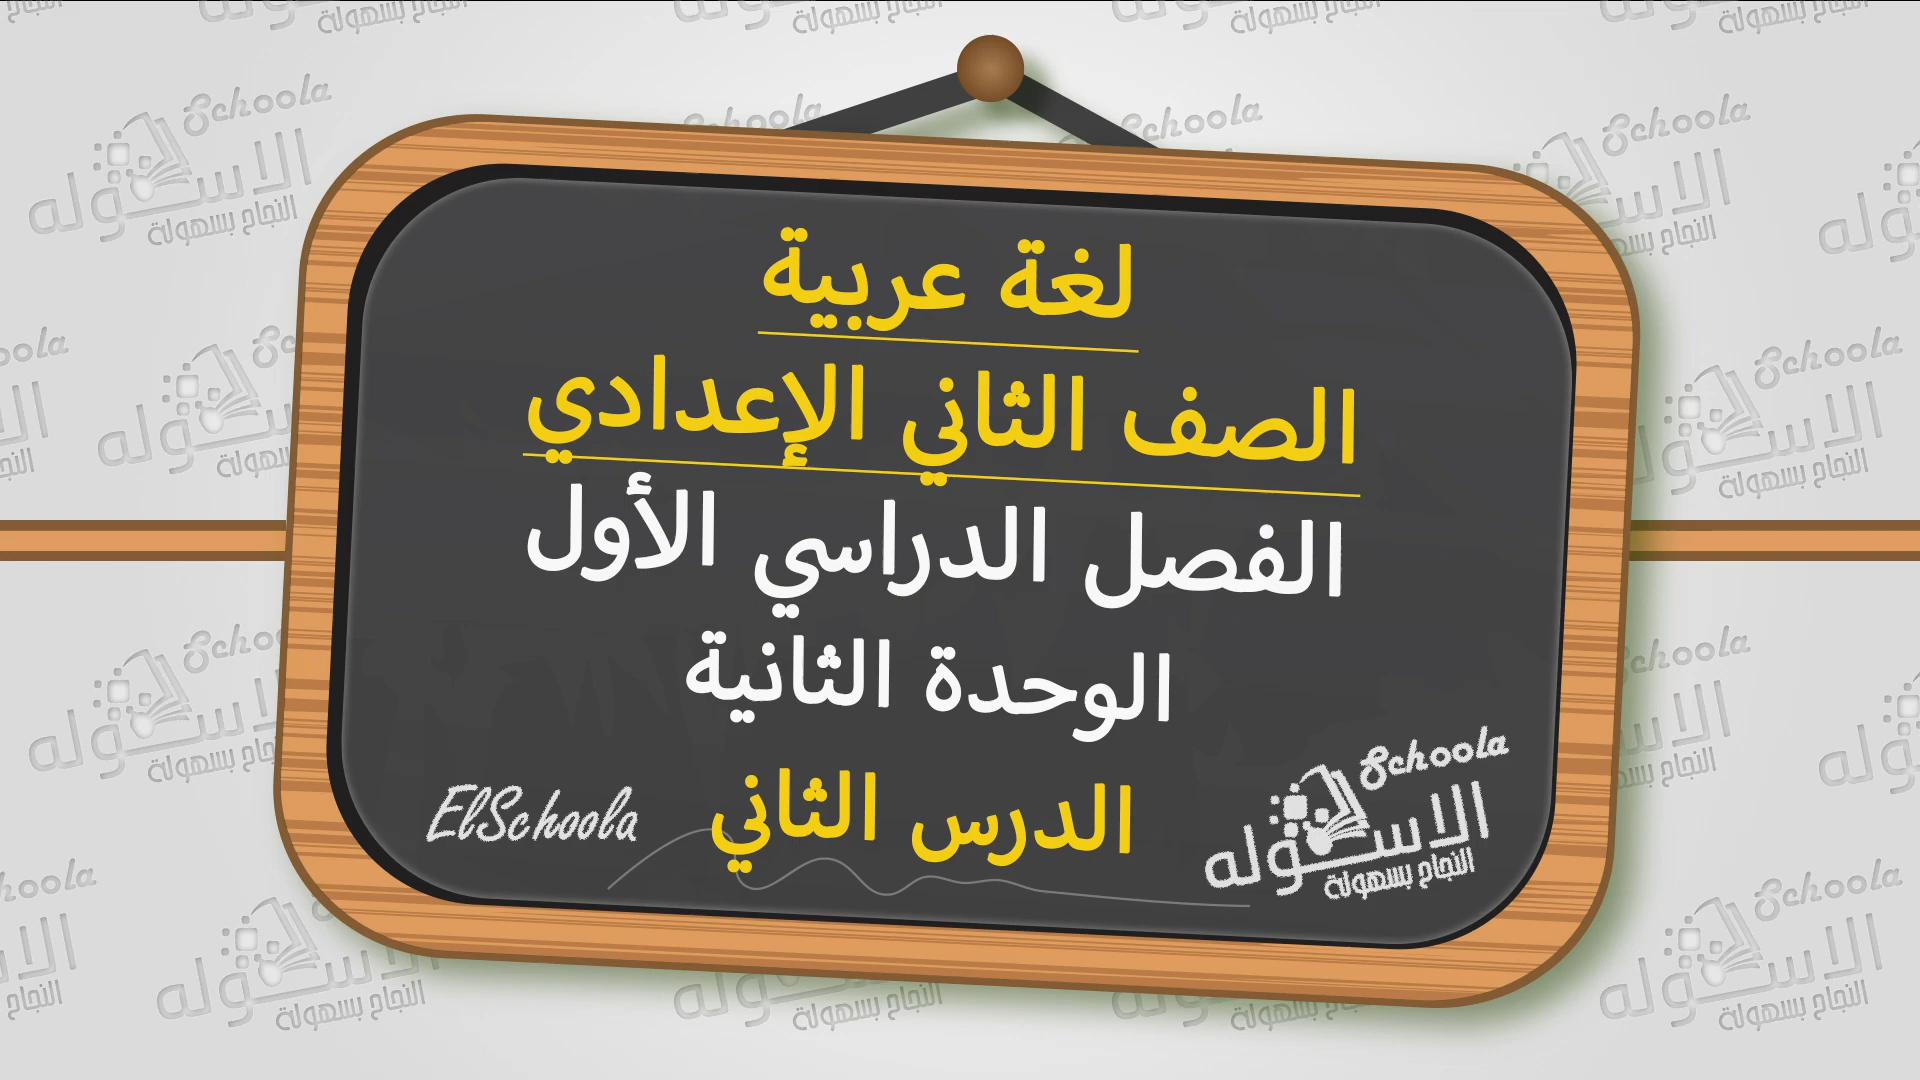 لغة عربية
الصف الثاني الإعدادي
الفصل الدراسي الأول
الوحدة الثانية
الدرس الثاني
ElSchoola
Schoola
الاسكوله
النجاح بسهولة